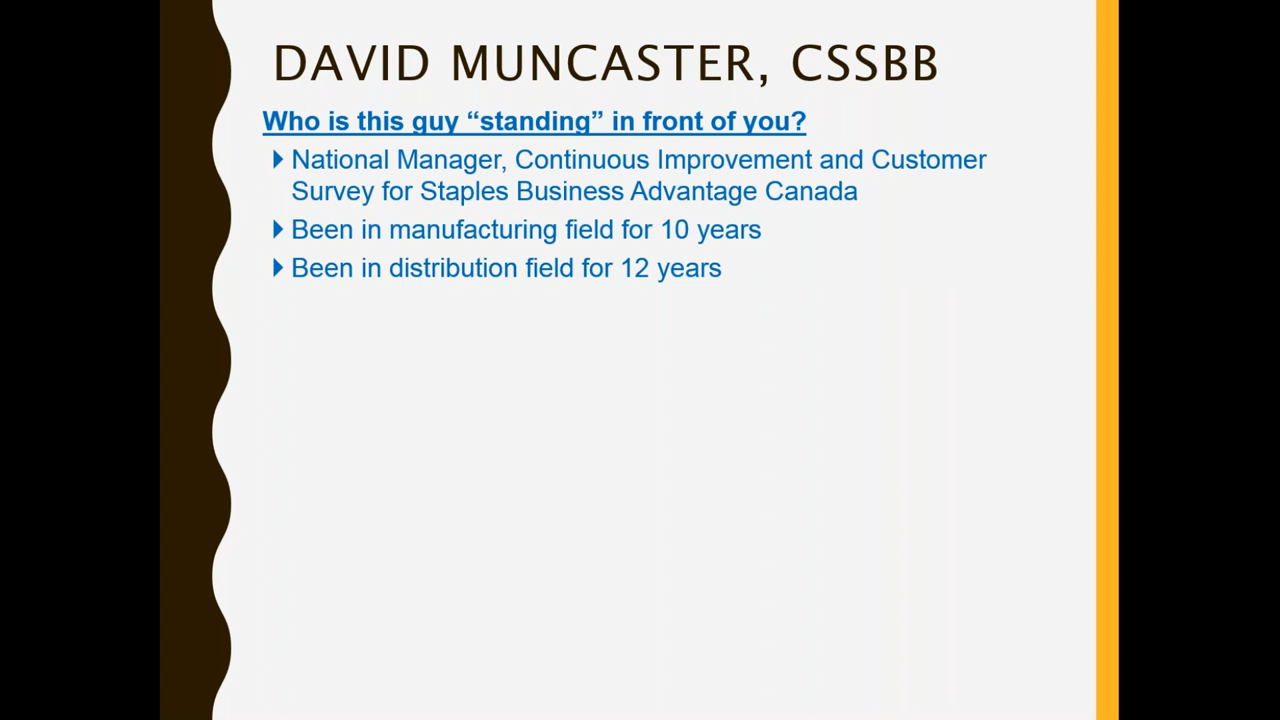 DAVID MUNCASTER, CSSBB
Who is this guy “standing” in front of you?
National Manager, Continuous Improvement and Customer
Survey for Staples Business Advantage Canada
Been in manufacturing field for 10 years
Been in distribution field for 12 years